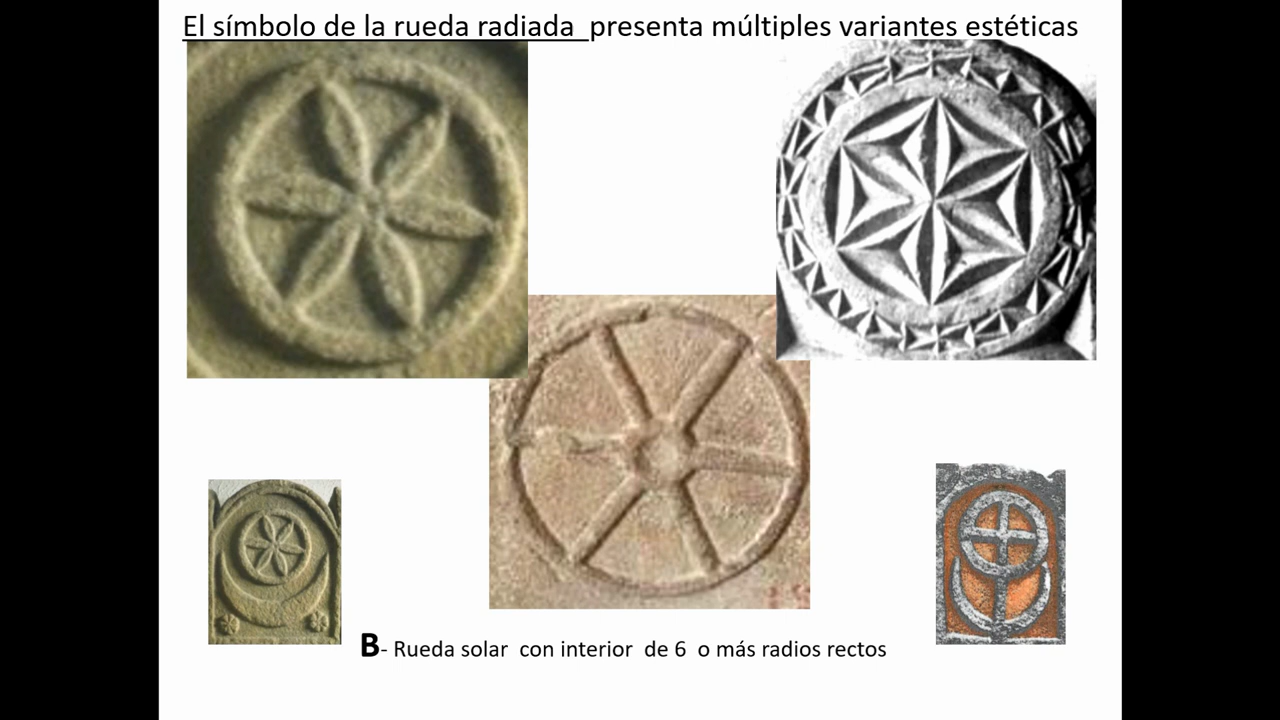 El símbolo de la rueda radiada presenta múltiples variantes estéticas
B- Rueda solar con interior de 6 o más radios rectos